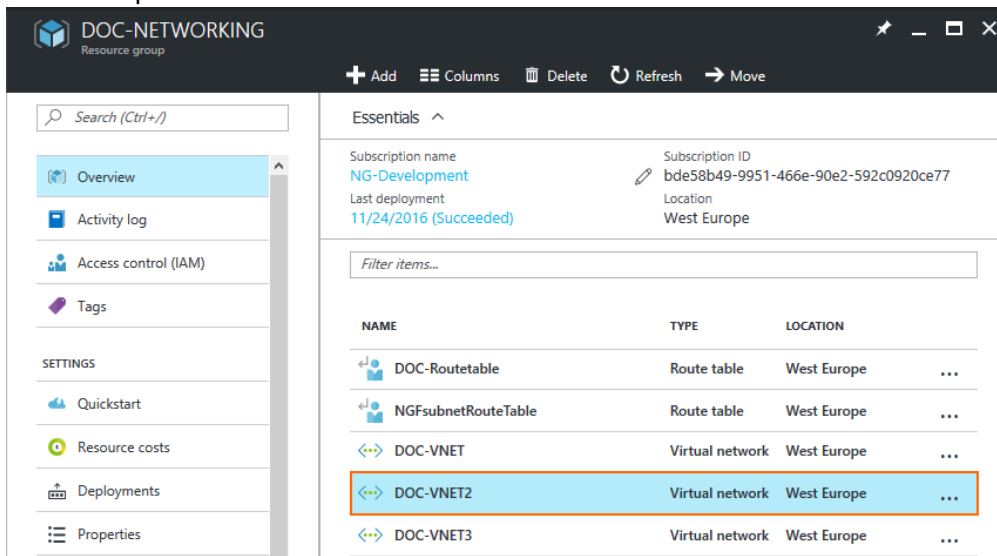 DOC-NETWORKING
Resource group
Add Columns Delete Refresh Move
Search (Ctrl+/)
Overview
Activity log
Access control (IAM)
Tags
SETTINGS
Quickstart
Resource costs
Deployments
Properties
Essentials
Subscription name Subscription ID
NG-Development bde58b49-9951-466e-90e2-592c0920ce77
Last deployment Location
11/24/2016 (Succeeded) West Europe
Filter items...
NAME TYPE LOCATION
DOC-Routetable Route table West Europe ...
NGFsubnetRouteTable Route table West Europe ...
DOC-VNET Virtual network West Europe ...
DOC-VNET2 Virtual network West Europe ...
DOC-VNET3 Virtual network West Europe ...